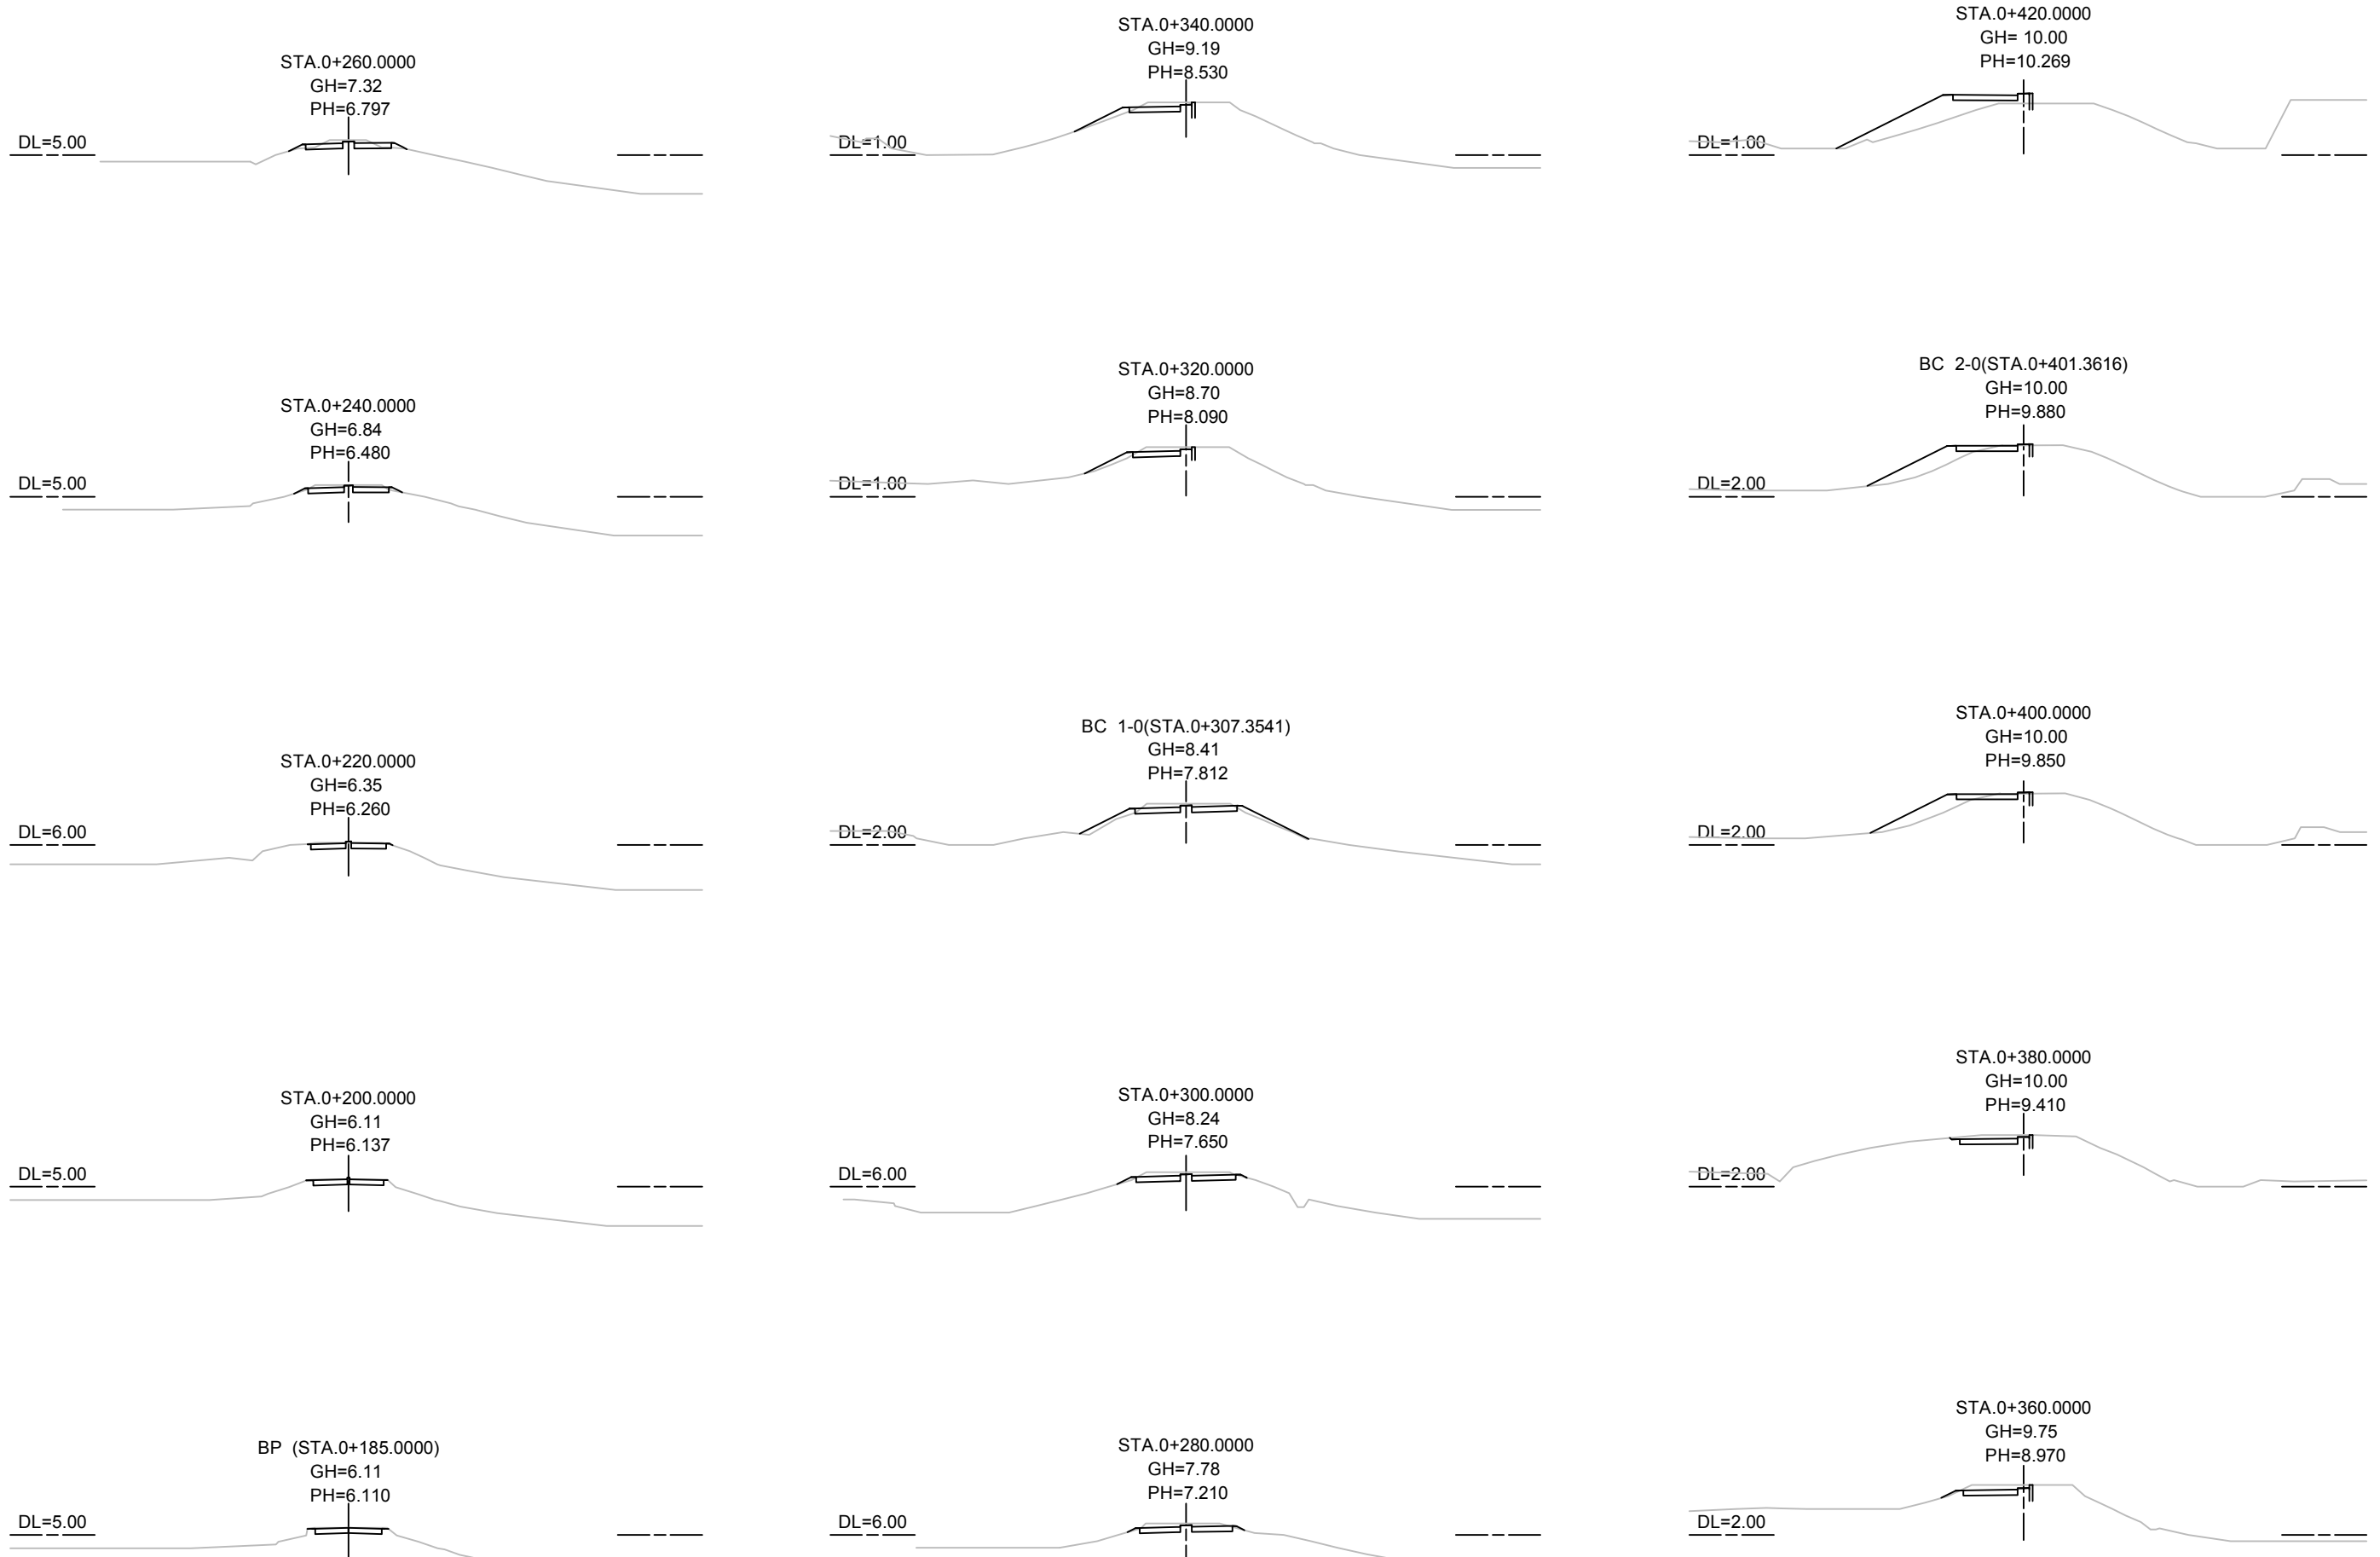 STA.0+260.0000
GH=7.32
PH=6.797
DL=5.00
STA.0+240.0000
GH=6.84
PH=6.480
DL=5.00
STA.0+220.0000
GH=6.35
PH=6.260
DL=6.00
STA.0+200.0000
GH=6.11
PH=6.137
DL=5.00
BP (STA.0+185.0000)
GH=6.11
PH=6.110
DL=5.00
STA.0+340.0000
GH=9.19
PH=8.530
DL=1.00
STA.0+320.0000
GH=8.70
PH=8.090
DL=1.00
BC 1-0(STA.0+307.3541)
GH=8.41
PH=7.812
DL=2.00
STA.0+300.0000
GH=8.24
PH=7.650
DL=6.00
STA.0+280.0000
GH=7.78
PH=7.210
DL=6.00
STA.0+420.0000
GH= 10.00
PH=10.269
DL=1.00
BC 2-0(STA.0+401.3616)
GH=10.00
PH=9.880
DL=2.00
STA.0+400.0000
GH=10.00
PH=9.850
DL=2.00
STA.0+380.0000
GH=10.00
PH=9.410
DL=2.00
STA.0+360.0000
GH=9.75
PH=8.970
DL=2.00